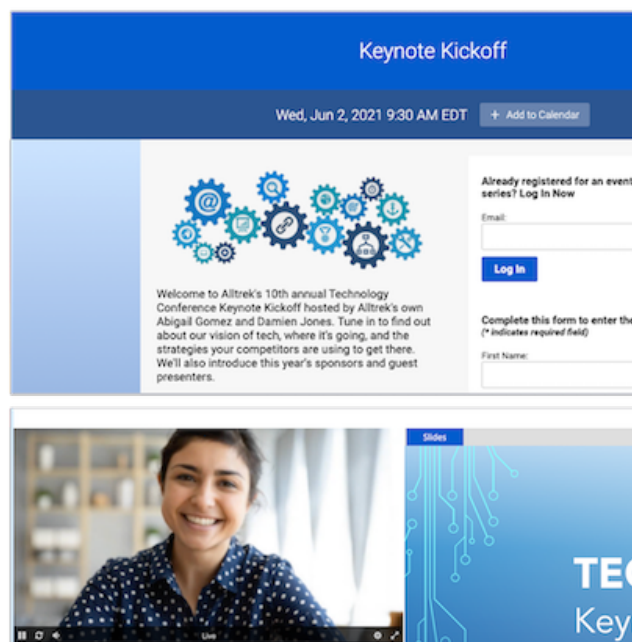 Keynote Kickoff
Wed, Jun 2, 2021 9:30 AM EDT
+ Add to Calendar
Already registered for an event
series? Log In Now
Email:
Log In
Complete this form to enter the
(* indicates required field)
First Name:
Welcome to Alltrek's 10th annual Technology
Conference Keynote Kickoff hosted by Alltrek's own
Abigail Gomez and Damien Jones. Tune in to find out
about our vision of tech, where it's going, and the
strategies your competitors are using to get there.
We'll also introduce this year's sponsors and guest
presenters.
Live
Slides
TEC
Key